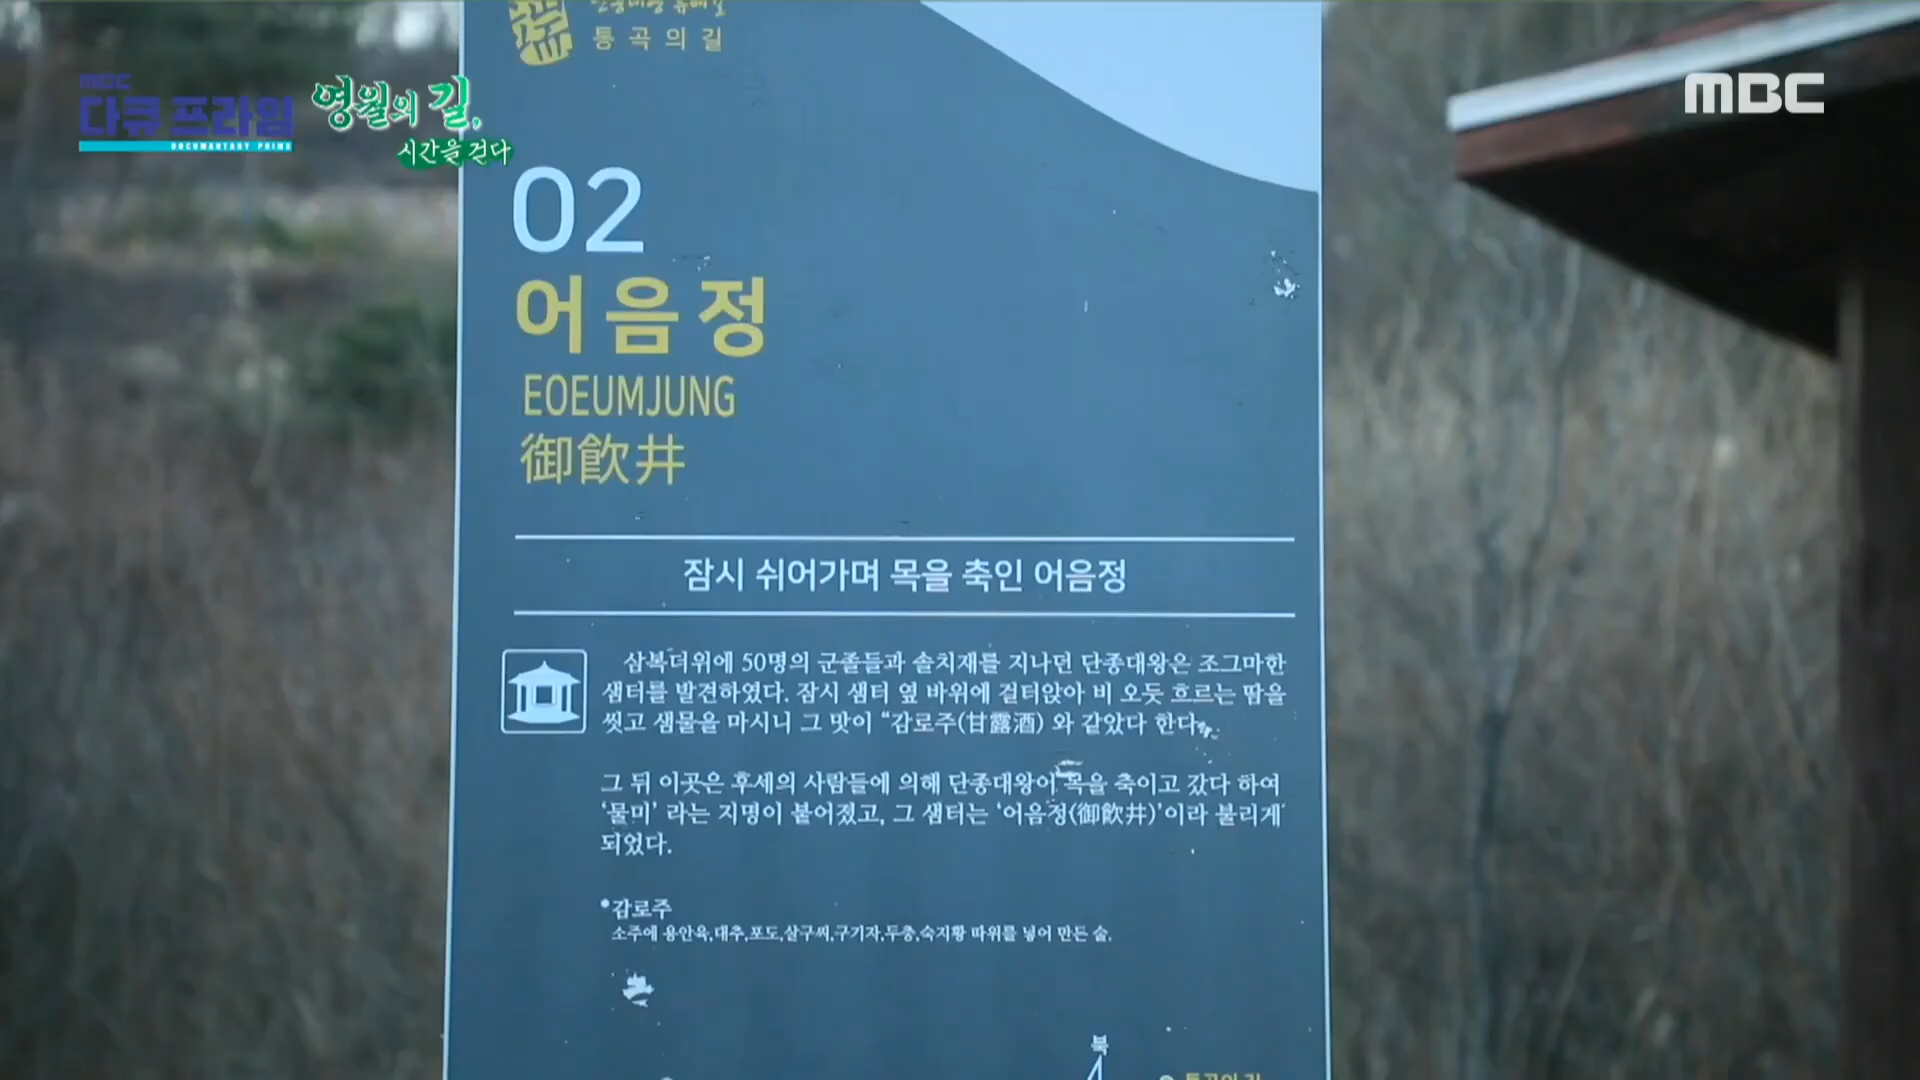 통곡의 길
MBC
다큐프라임
DOCUMENTARY PRIME
영월의 길,
시간을 걷다
MBC
02
어음정
EOEUMJUNG
御飮井
잠시 쉬어가며 목을 축인 어음정
삼복더위에 50명의 군졸들과 솔치재를 지나던 단종대왕은 조그마한
샘터를 발견하였다. 잠시 샘터 옆 바위에 걸터앉아 비 오듯 흐르는 땀을
씻고 샘물을 마시니 그 맛이 “감로주(甘露酒) 와 같았다 한다.
그 뒤 이곳은 후세의 사람들에 의해 단종대왕이 목을 축이고 갔다 하여
‘물미’ 라는 지명이 붙어졌고, 그 샘터는 ‘어음정(御飮井)’이라 불리게
되었다.
*감로주
소주에 용안육,대추,포도,살구씨,구기자,두충,숙지황 따위를 넣어 만든 술.
북